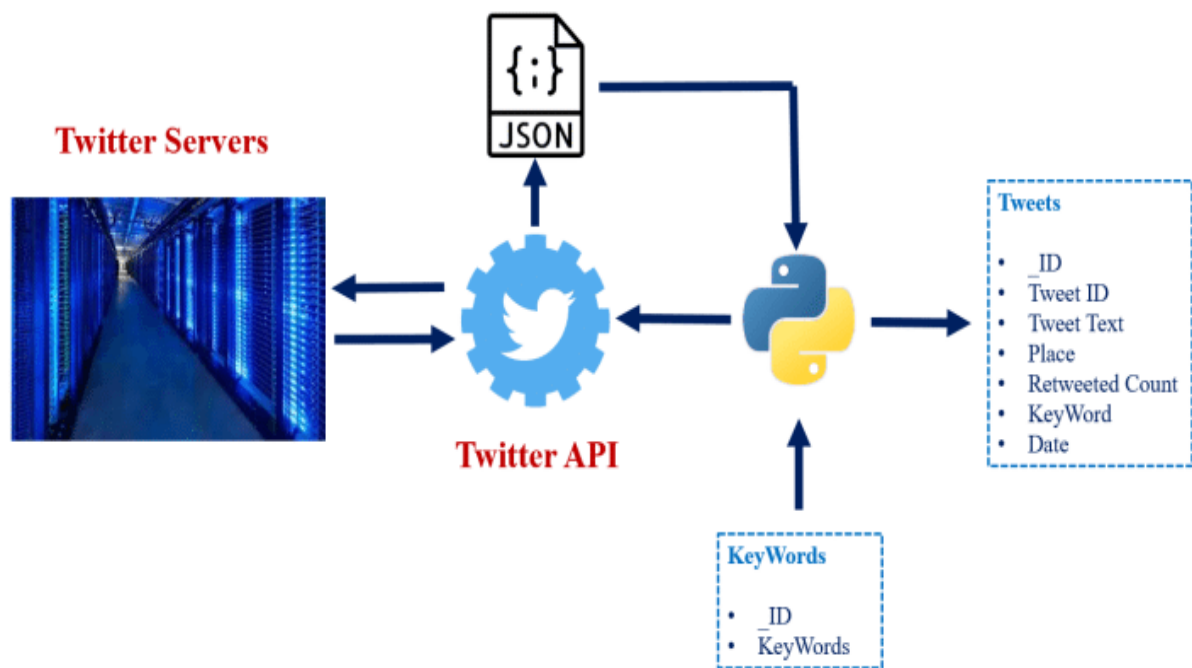 {;}
JSON
Twitter Servers
Twitter API
Tweets
• _ID
• Tweet ID
• Tweet Text
• Place
• Retweeted Count
• KeyWord
• Date
KeyWords
• _ID
• KeyWords